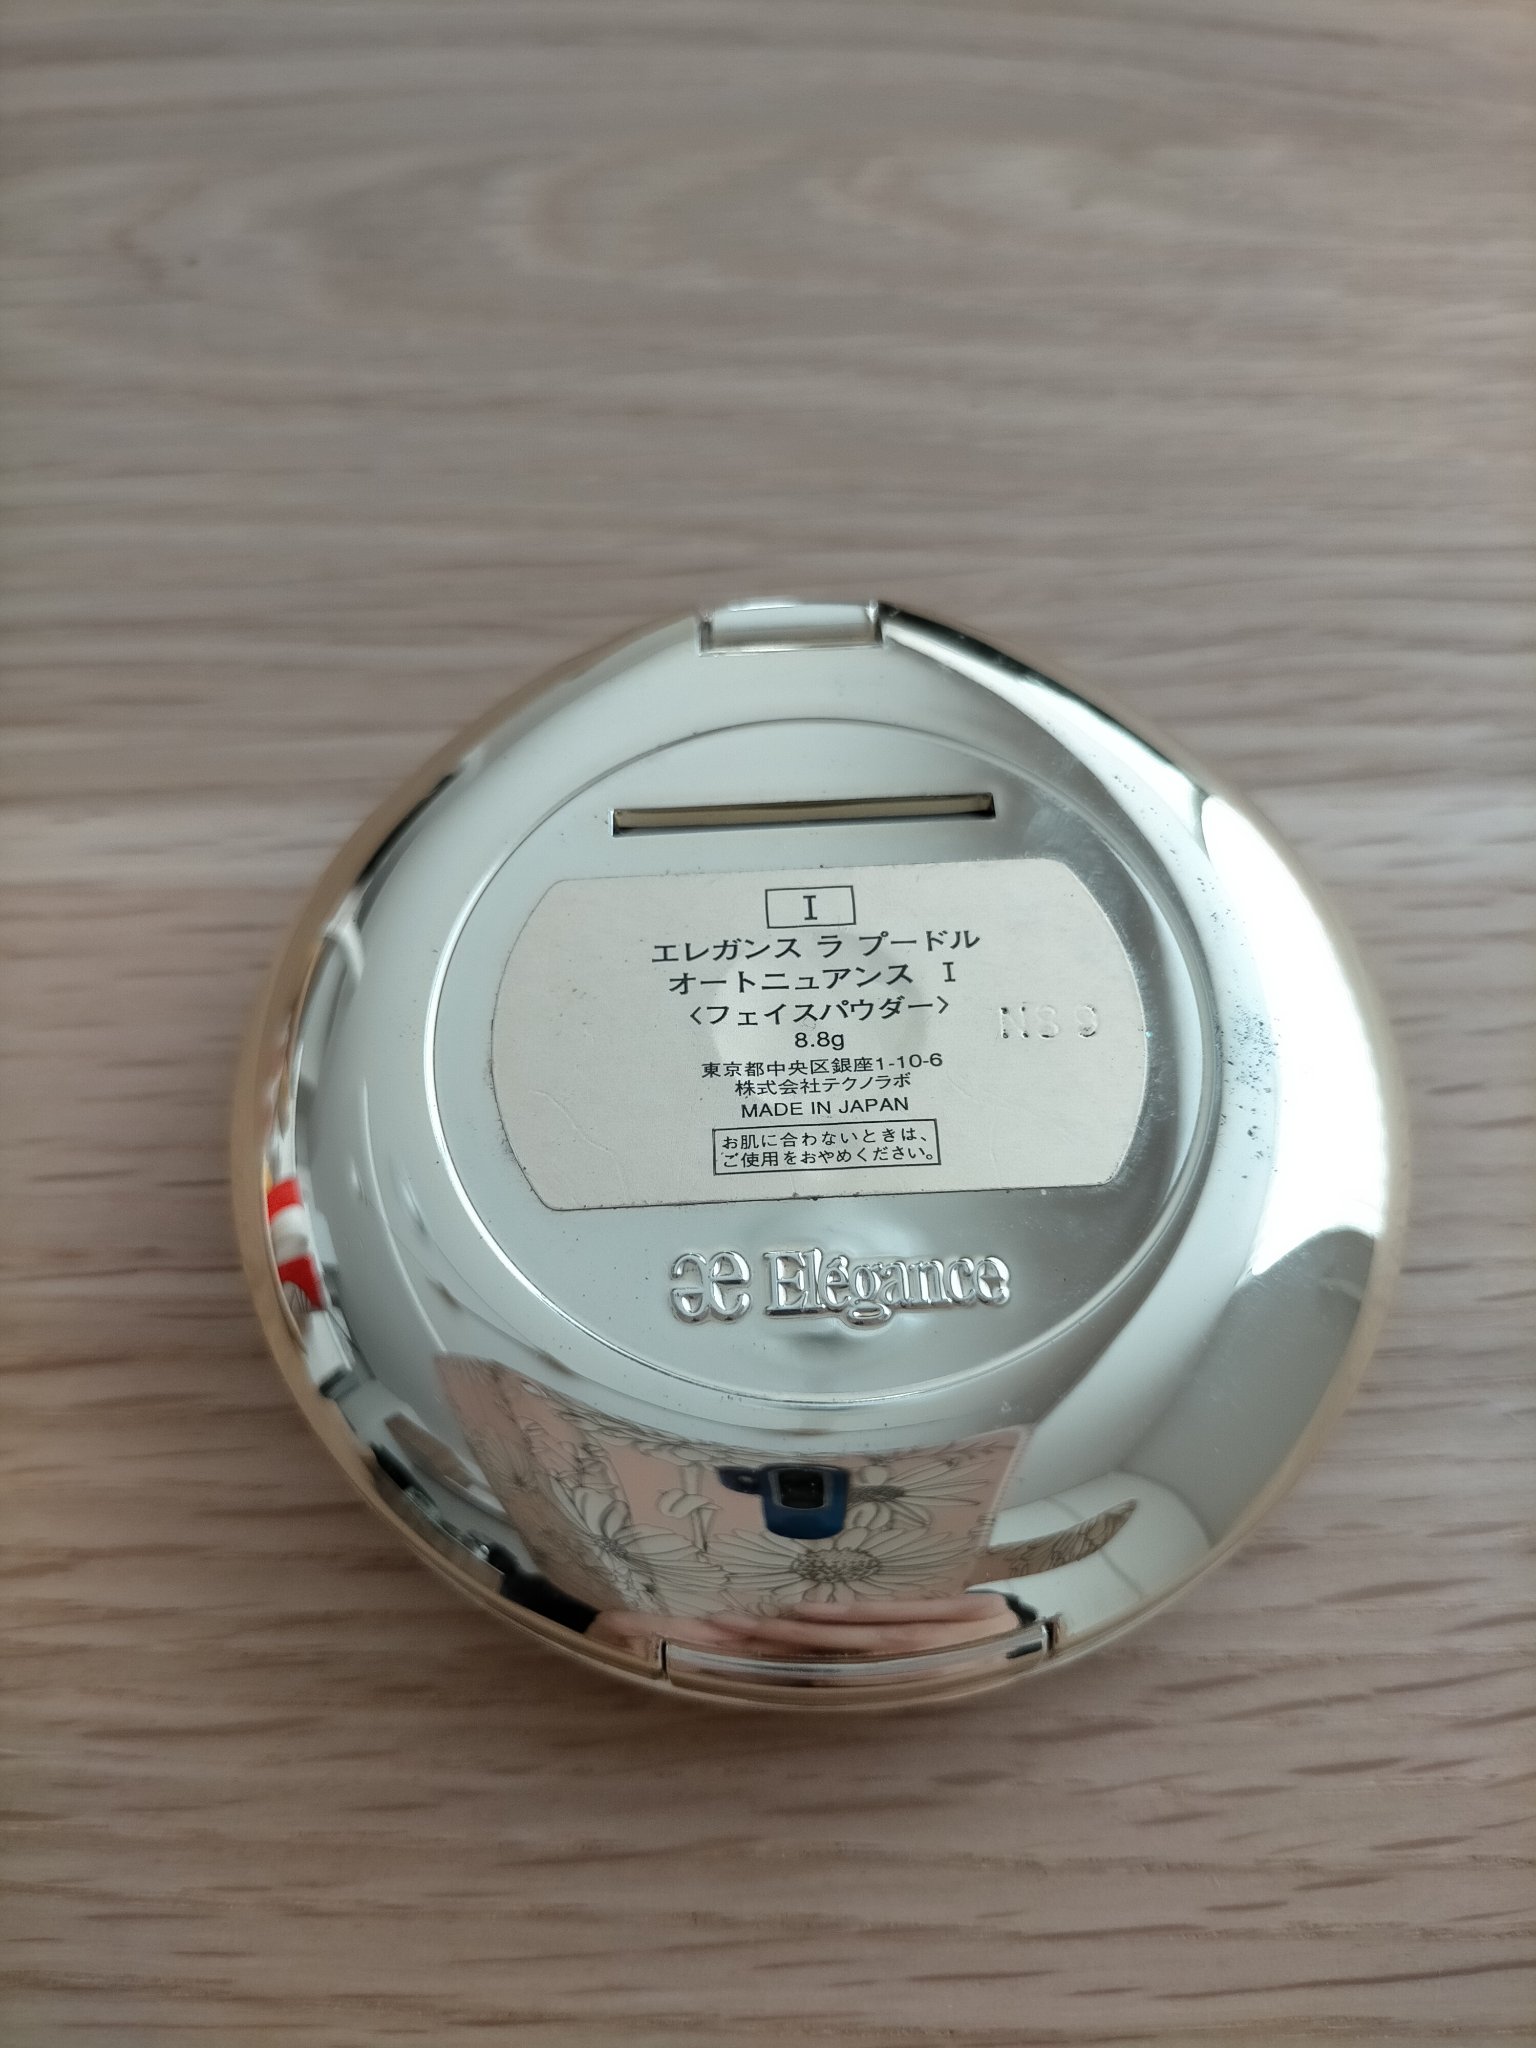 I
エレガンス ラ プードル
オートニュアンス I
<フェイスパウダー>
8.8g
東京都中央区銀座1-10-6
株式会社テクノラボ
MADE IN JAPAN
お肌に合わないときは、
ご使用をおやめください。
æ Elégance